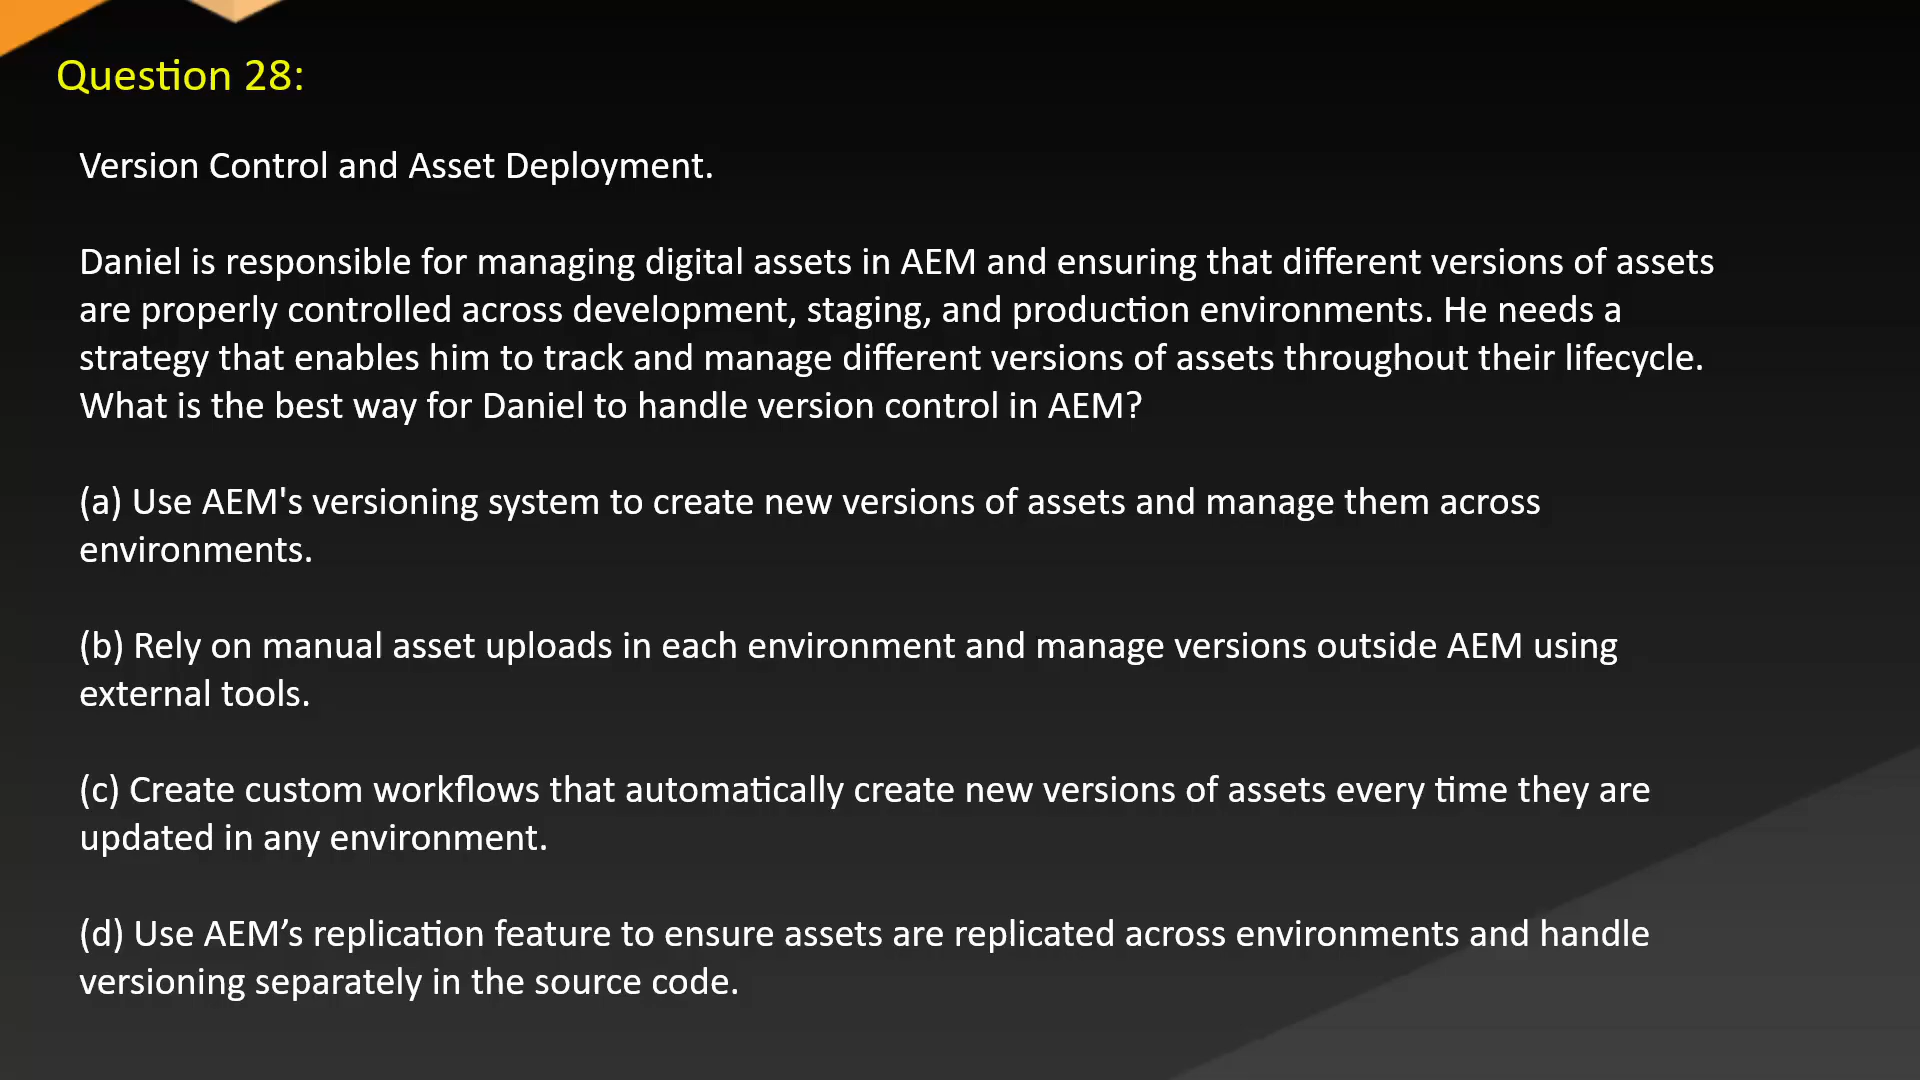 Question 28:
Version Control and Asset Deployment.
Daniel is responsible for managing digital assets in AEM and ensuring that different versions of assets
are properly controlled across development, staging, and production environments. He needs a
strategy that enables him to track and manage different versions of assets throughout their lifecycle.
What is the best way for Daniel to handle version control in AEM?
(a) Use AEM's versioning system to create new versions of assets and manage them across
environments.
(b) Rely on manual asset uploads in each environment and manage versions outside AEM using
external tools.
(c) Create custom workflows that automatically create new versions of assets every time they are
updated in any environment.
(d) Use AEM’s replication feature to ensure assets are replicated across environments and handle
versioning separately in the source code.